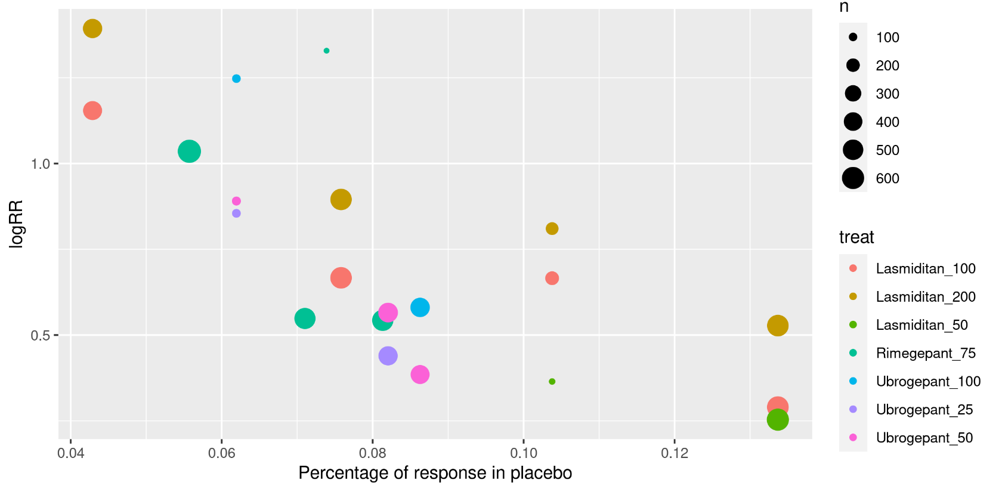 n
100
200
300
400
500
600
treat
Lasmiditan_100
Lasmiditan_200
Lasmiditan_50
Rimegepant_75
Ubrogepant_100
Ubrogepant_25
Ubrogepant_50
logRR
1.0
0.5
0.04 0.06 0.08 0.10 0.12
Percentage of response in placebo